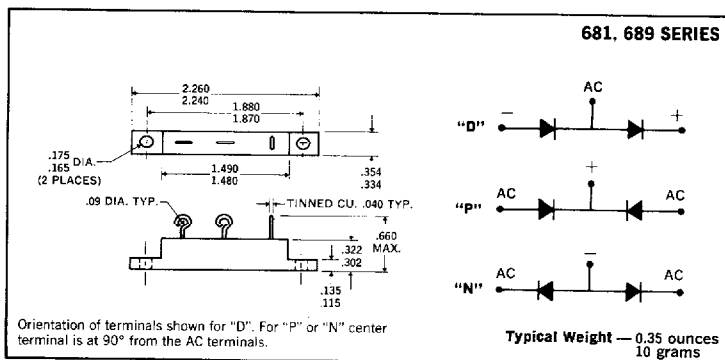 681, 689 SERIES
2.260
2.240
1.880
1.870
.175
.165 DIA.
(2 PLACES)
1.490
1.480
.354
.334
.09 DIA. TYP.
TINNED CU. .040 TYP.
.660
MAX.
.322
.302
.135
.115
Orientation of terminals shown for "D". For "P" or "N" center
terminal is at 90° from the AC terminals.
AC
"D" − +
+
"P" AC AC
−
"N" AC AC
Typical Weight — 0.35 ounces
10 grams